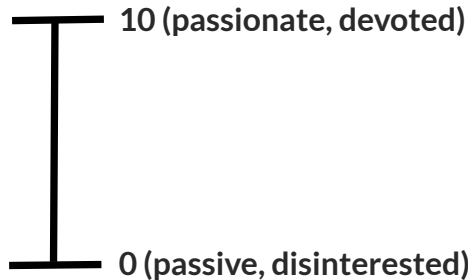 10 (passionate, devoted)
0 (passive, disinterested)